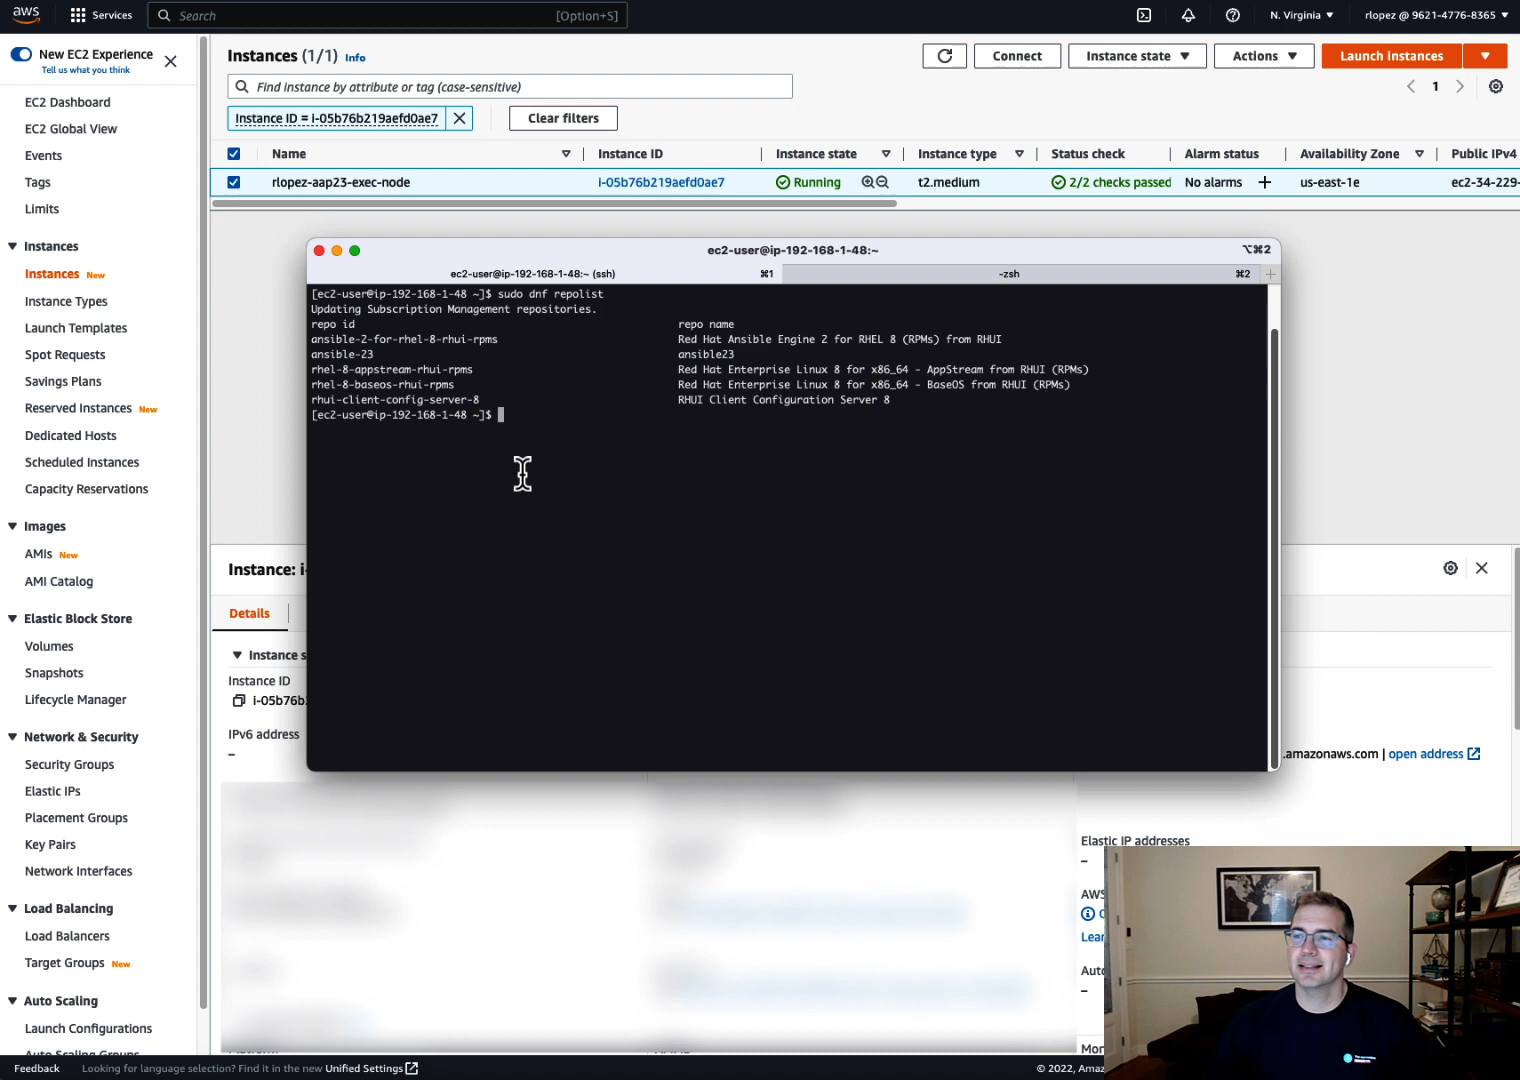 aws
Services
Search
[Option+S]
N. Virginia ▼
rlopez @ 9621-4776-8365 ▼
New EC2 Experience
Tell us what you think
EC2 Dashboard
EC2 Global View
Events
Tags
Limits
Instances
Instances New
Instance Types
Launch Templates
Spot Requests
Savings Plans
Reserved Instances New
Dedicated Hosts
Scheduled Instances
Capacity Reservations
Images
AMIs New
AMI Catalog
Elastic Block Store
Volumes
Snapshots
Lifecycle Manager
Network & Security
Security Groups
Elastic IPs
Placement Groups
Key Pairs
Network Interfaces
Load Balancing
Load Balancers
Target Groups New
Auto Scaling
Launch Configurations
Auto Scaling Groups
Instances (1/1) Info
Connect
Instance state
Actions
Launch instances
Find instance by attribute or tag (case-sensitive)
1
Instance ID = i-05b76b219aefd0ae7
Clear filters
Name Instance ID Instance state Instance type Status check Alarm status Availability Zone Public IPv4
rlopez-aap23-exec-node i-05b76b219aefd0ae7 Running t2.medium 2/2 checks passed No alarms + us-east-1e ec2-34-229-
ec2-user@ip-192-168-1-48:~
⌥⌘2
ec2-user@ip-192-168-1-48:~ (ssh) ⌘1 -zsh ⌘2 +
[ec2-user@ip-192-168-1-48 ~]$ sudo dnf repolist
Updating Subscription Management repositories.
repo id repo name
ansible-2-for-rhel-8-rhui-rpms Red Hat Ansible Engine 2 for RHEL 8 (RPMs) from RHUI
ansible-23 ansible23
rhel-8-appstream-rhui-rpms Red Hat Enterprise Linux 8 for x86_64 - AppStream from RHUI (RPMs)
rhel-8-baseos-rhui-rpms Red Hat Enterprise Linux 8 for x86_64 - BaseOS from RHUI (RPMs)
rhui-client-config-server-8 RHUI Client Configuration Server 8
[ec2-user@ip-192-168-1-48 ~]$
Instance: i-
Details
Instance s
Instance ID
i-05b76b
IPv6 address
–
.amazonaws.com | open address
Elastic IP addresses
–
AWS
Lear
Auto
–
Mon
Feedback
Looking for language selection? Find it in the new Unified Settings
© 2022, Amaz